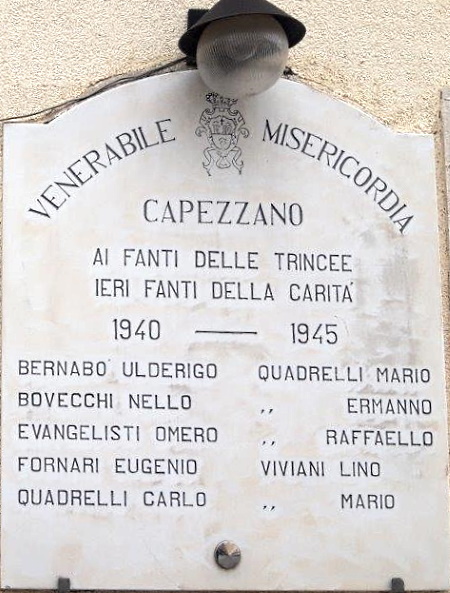 VENERABILE MISERICORDIA
CAPEZZANO
AI FANTI DELLE TRINCEE
IERI FANTI DELLA CARITA'
1940 — 1945
BERNABO' ULDERIGO QUADRELLI MARIO
BOVECCHI NELLO ,, ERMANNO
EVANGELISTI OMERO ,, RAFFAELLO
FORNARI EUGENIO VIVIANI LINO
QUADRELLI CARLO ,, MARIO